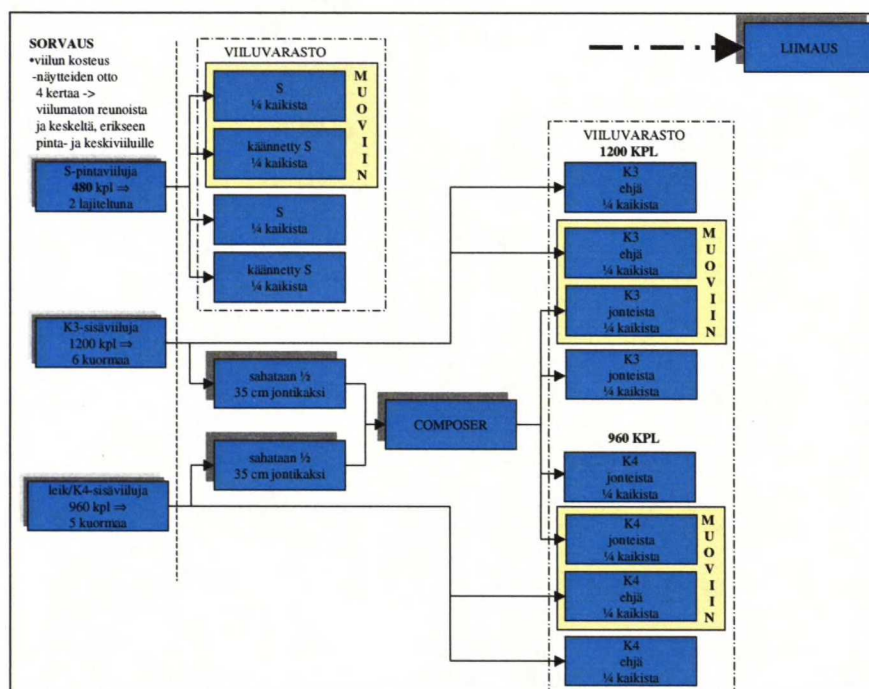 SORVAUS
•viilun kosteus
-näytteiden otto
4 kertaa ->
viilumaton reunoista
ja keskeltä, erikseen
pinta- ja keskiviiluille
S-pintaviiluja
480 kpl ⇒
2 lajiteltuna
K3-sisäviiluja
1200 kpl ⇒
6 kuormaa
leik/K4-sisäviiluja
960 kpl ⇒
5 kuormaa
VIILUVARASTO
S
¼ kaikista
käännetty S
¼ kaikista
MUOVIIN
S
¼ kaikista
käännetty S
¼ kaikista
sahataan ½
35 cm jontikaksi
sahataan ½
35 cm jontikaksi
COMPOSER
LIIMAUS
VIILUVARASTO
1200 KPL
K3
ehjä
¼ kaikista
K3
ehjä
¼ kaikista
K3
jonteista
¼ kaikista
MUOVIIN
K3
jonteista
¼ kaikista
960 KPL
K4
jonteista
¼ kaikista
K4
jonteista
¼ kaikista
K4
ehjä
¼ kaikista
MUOVIIN
K4
ehjä
¼ kaikista